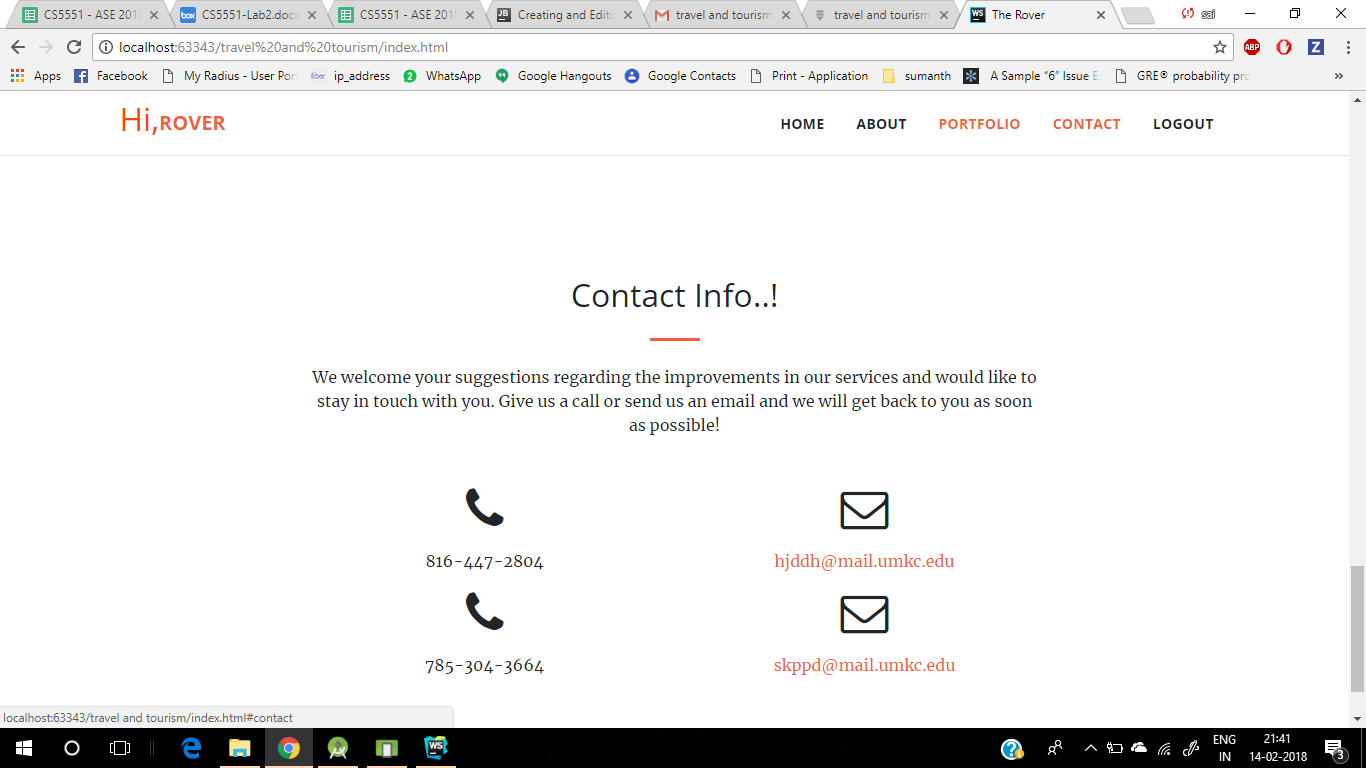 CS5551 - ASE 201
CS5551-Lab2.docx
CS5551 - ASE 201
Creating and Editi
travel and tourism
travel and tourism
The Rover
localhost:63343/travel%20and%20tourism/index.html
Apps
Facebook
My Radius - User Por
ip_address
WhatsApp
Google Hangouts
Google Contacts
Print - Application
sumanth
A Sample “6” Issue E
GRE® probability pro
»
Hi,ROVER
HOME
ABOUT
PORTFOLIO
CONTACT
LOGOUT
Contact Info..!
We welcome your suggestions regarding the improvements in our services and would like to
stay in touch with you. Give us a call or send us an email and we will get back to you as soon
as possible!
816-447-2804
hjddh@mail.umkc.edu
785-304-3664
skppd@mail.umkc.edu
localhost:63343/travel and tourism/index.html#contact
ENG
IN
21:41
14-02-2018
3